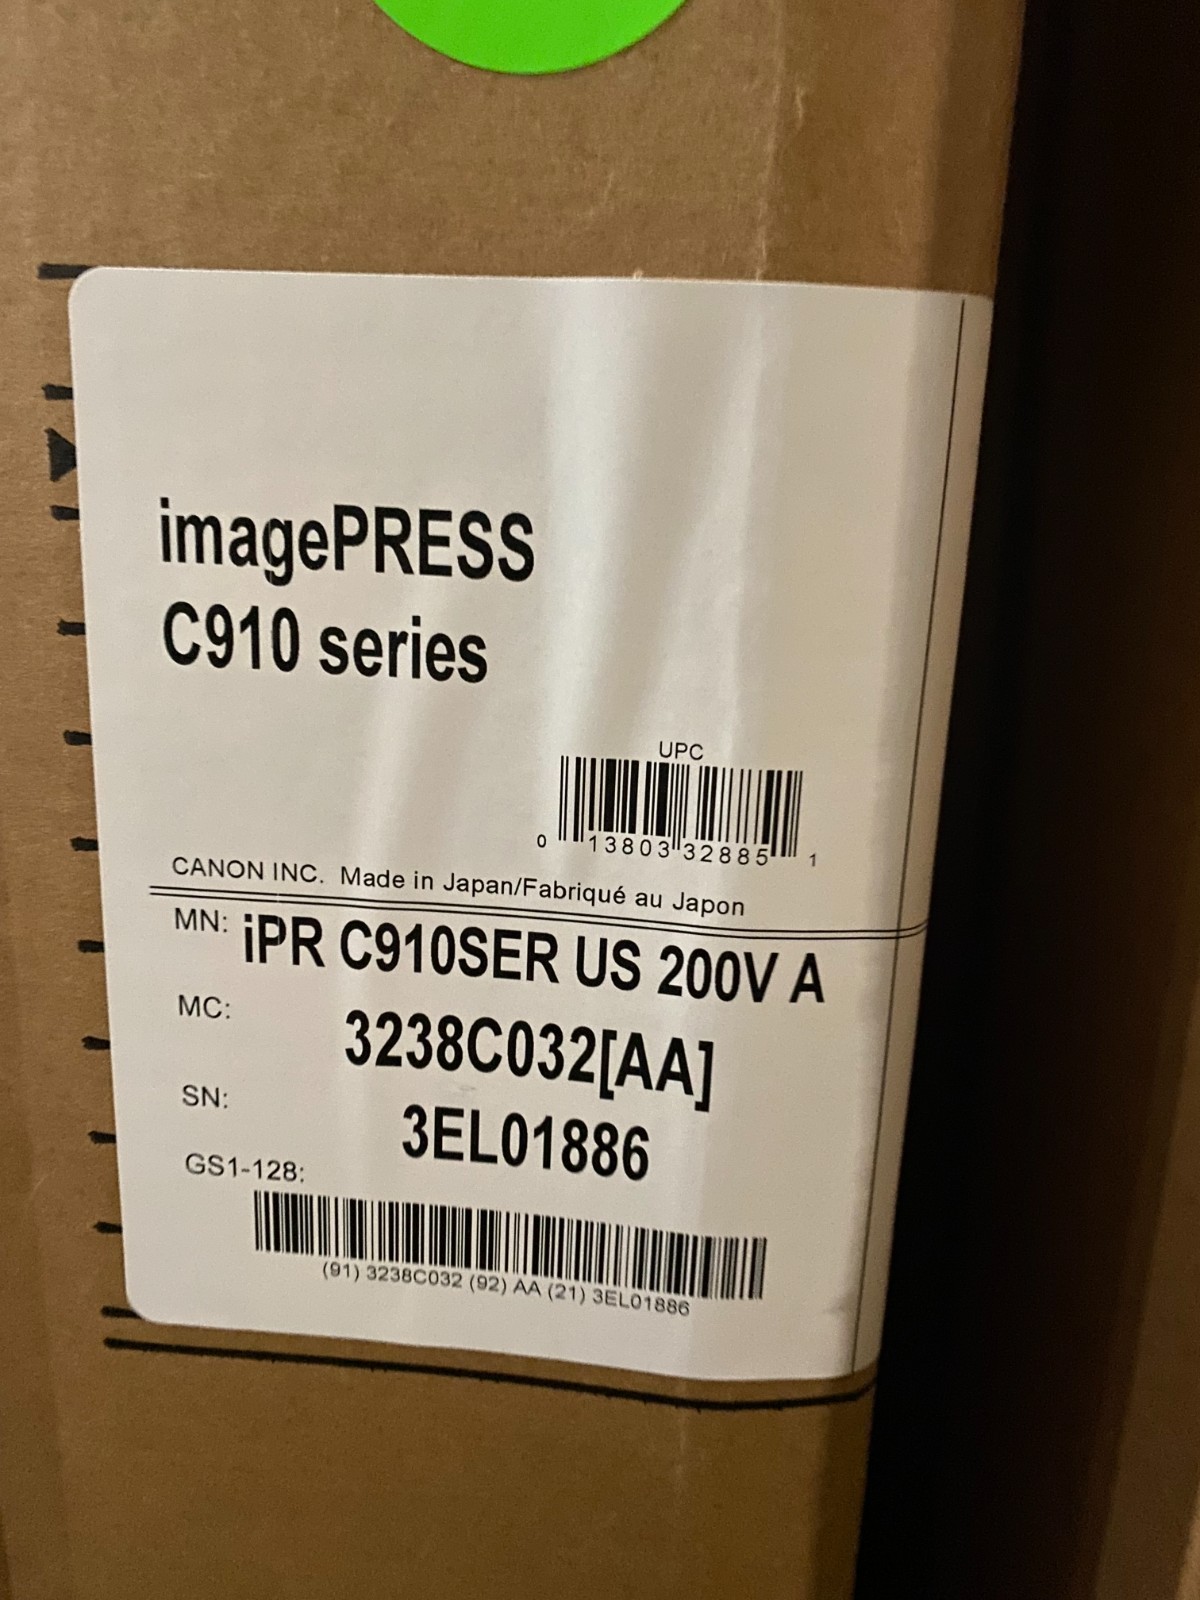 imagePRESS
C910 series
UPC
0 13803 32885 1
CANON INC. Made in Japan/Fabriqué au Japon
MN: iPR C910SER US 200V A
MC: 3238C032[AA]
SN: 3EL01886
GS1-128:
(91) 3238C032 (92) AA (21) 3EL01886